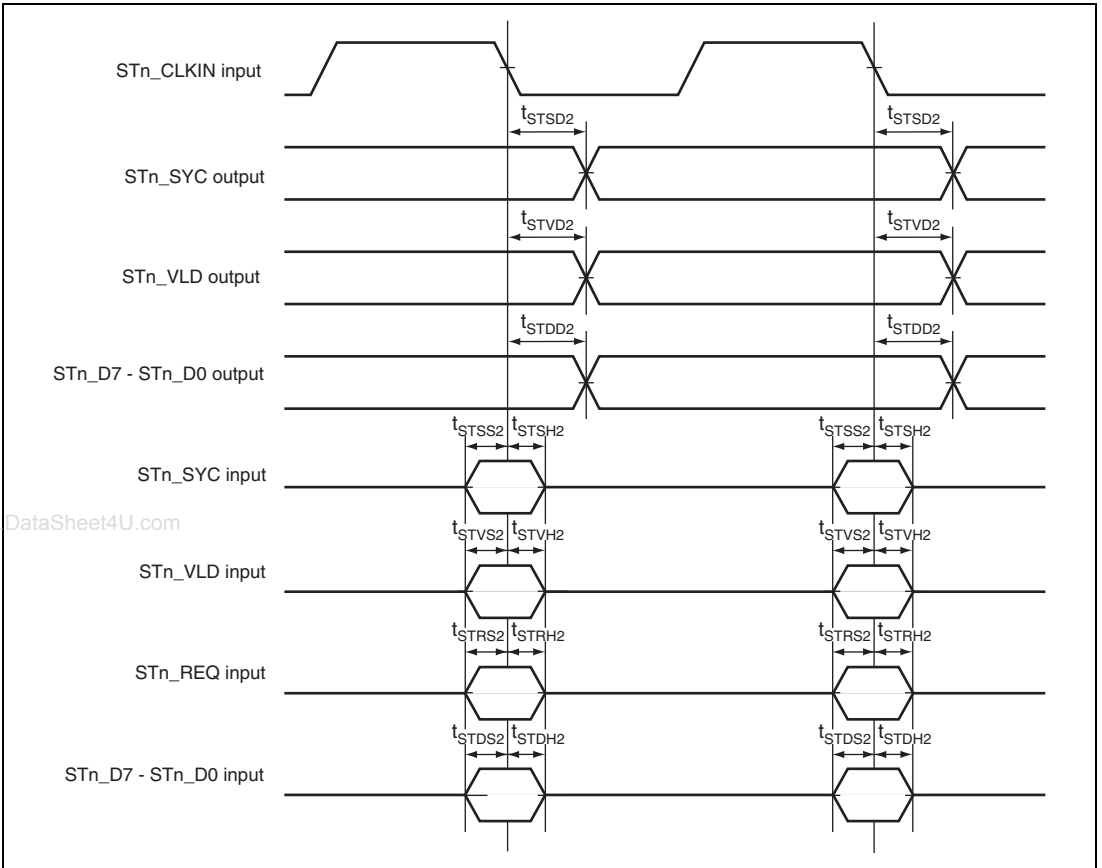 STn_CLKIN input
tSTSD2 tSTSD2
STn_SYC output
tSTVD2 tSTVD2
STn_VLD output
tSTDD2 tSTDD2
STn_D7 - STn_D0 output
tSTSS2 tSTSH2 tSTSS2 tSTSH2
STn_SYC input
DataSheet4U.com
tSTVS2 tSTVH2 tSTVS2 tSTVH2
STn_VLD input
tSTRS2 tSTRH2 tSTRS2 tSTRH2
STn_REQ input
tSTDS2 tSTDH2 tSTDS2 tSTDH2
STn_D7 - STn_D0 input